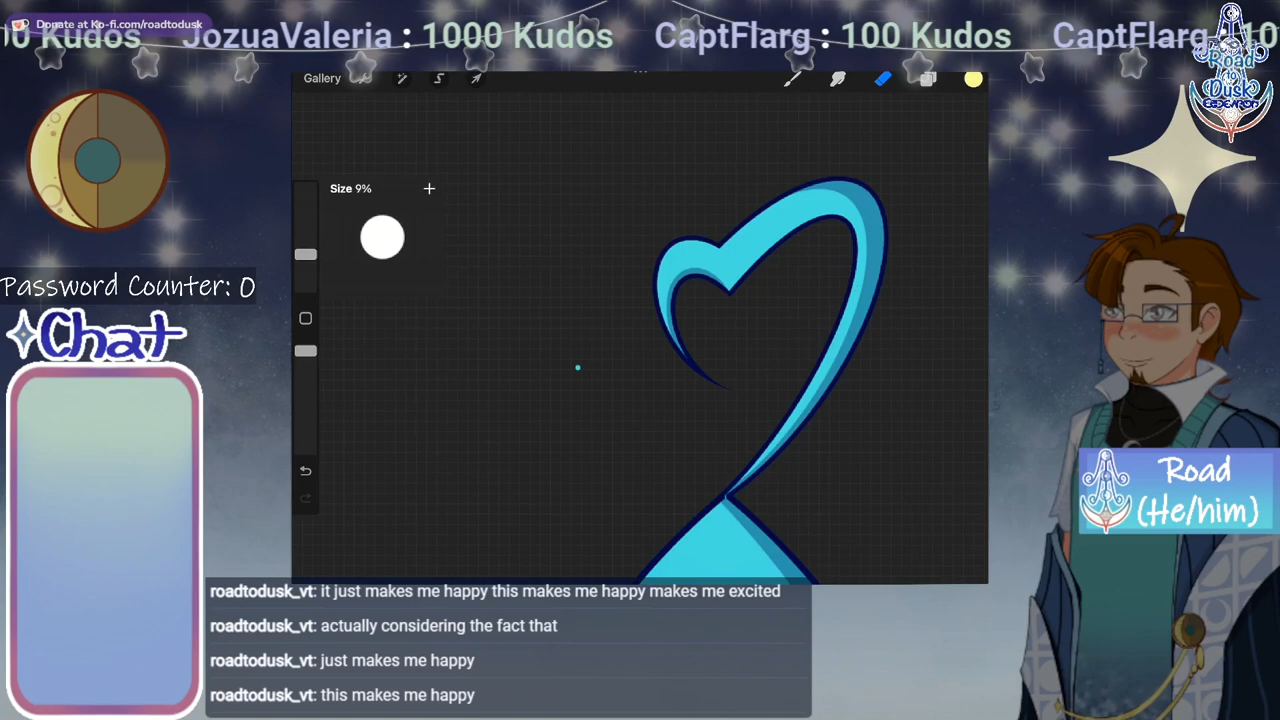 Donate at Ko-fi.com/roadtodusk
0 Kudos JozuaValeria : 1000 Kudos CaptFlarg : 100 Kudos CaptFlarg
Road
to
Dusk
Gallery
Size 9%
Password Counter: 0
Chat
Road
(He/him)
roadtodusk_vt: it just makes me happy this makes me happy makes me excited
roadtodusk_vt: actually considering the fact that
roadtodusk_vt: just makes me happy
roadtodusk_vt: this makes me happy